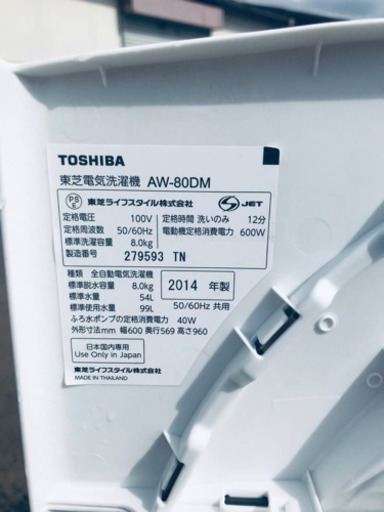 TOSHIBA
東芝電気洗濯機 AW-80DM
PS E 東芝ライフスタイル株式会社 JET
定格電圧 100V 定格時間 洗いのみ 12分
定格周波数 50/60Hz 電動機定格消費電力 600W
標準洗濯容量 8.0kg
製造番号 279593 TN
種類 全自動電気洗濯機
標準脱水容量 8.0kg 2014 年製
標準水量 54L
標準使用水量 99L 50/60Hz 共用
ふろ水ポンプの定格消費電力 40W
外形寸法mm 幅600 奥行569 高さ960
日本国内専用
Use Only in Japan
東芝ライフスタイル株式会社
MADE IN THAILAND